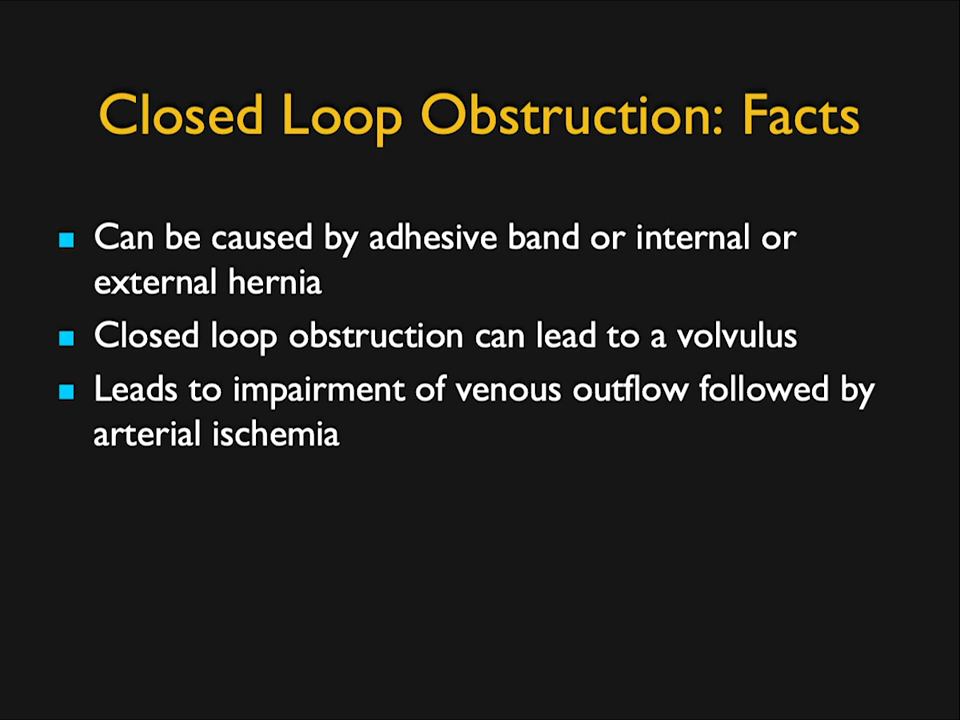 Closed Loop Obstruction: Facts
Can be caused by adhesive band or internal or
external hernia
Closed loop obstruction can lead to a volvulus
Leads to impairment of venous outflow followed by
arterial ischemia